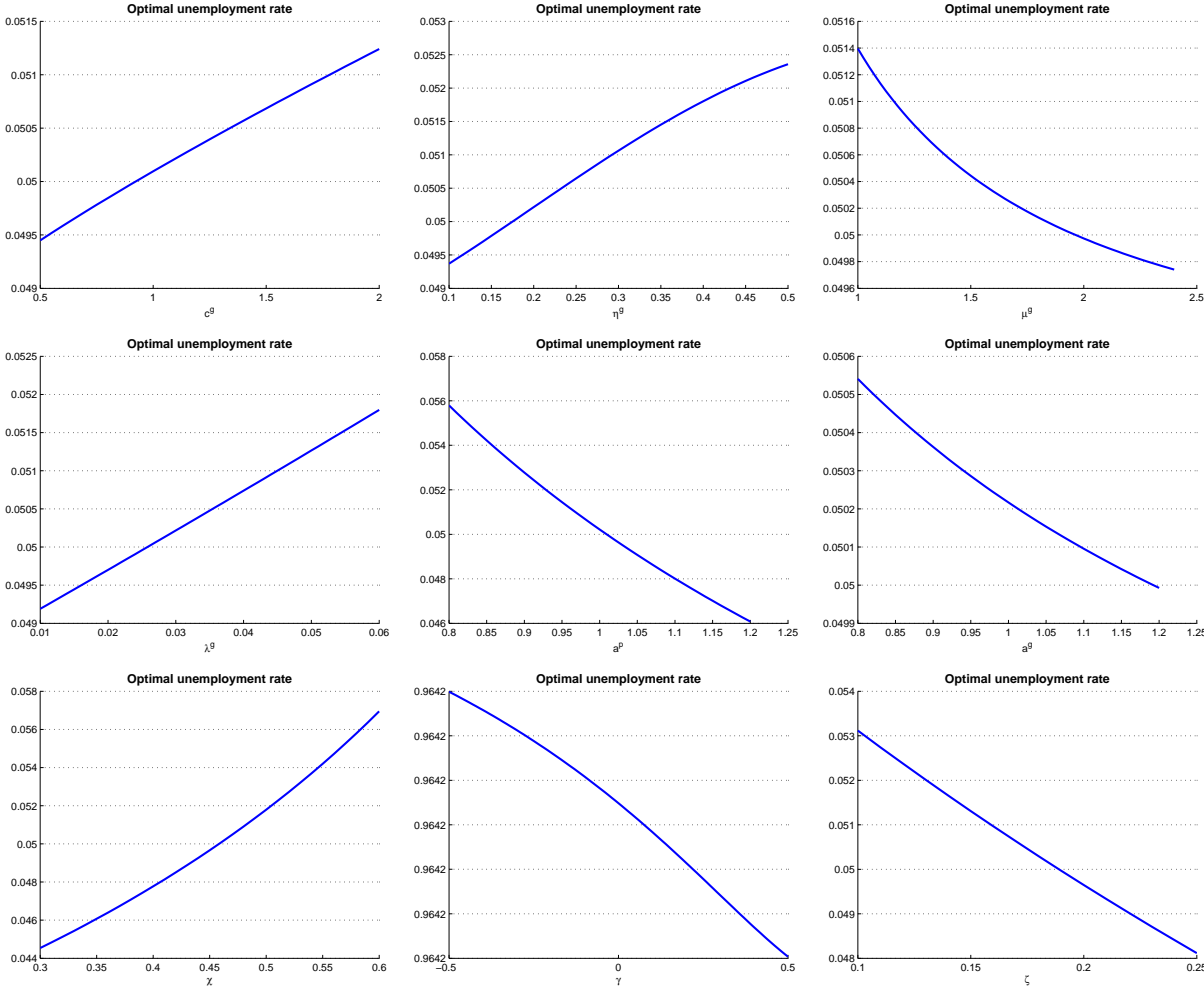 Optimal unemployment rate
0.0515
0.051
0.0505
0.05
0.0495
0.049
0.5 1 1.5 2
c^g
Optimal unemployment rate
0.053
0.0525
0.052
0.0515
0.051
0.0505
0.05
0.0495
0.049
0.1 0.15 0.2 0.25 0.3 0.35 0.4 0.45 0.5
η^g
Optimal unemployment rate
0.0516
0.0514
0.0512
0.051
0.0508
0.0506
0.0504
0.0502
0.05
0.0498
0.0496
1 1.5 2 2.5
μ^g
Optimal unemployment rate
0.0525
0.052
0.0515
0.051
0.0505
0.05
0.0495
0.049
0.01 0.02 0.03 0.04 0.05 0.06
λ^g
Optimal unemployment rate
0.058
0.056
0.054
0.052
0.05
0.048
0.046
0.8 0.85 0.9 0.95 1 1.05 1.1 1.15 1.2 1.25
a^p
Optimal unemployment rate
0.0506
0.0505
0.0504
0.0503
0.0502
0.0501
0.05
0.0499
0.8 0.85 0.9 0.95 1 1.05 1.1 1.15 1.2 1.25
a^g
Optimal unemployment rate
0.058
0.056
0.054
0.052
0.05
0.048
0.046
0.044
0.3 0.35 0.4 0.45 0.5 0.55 0.6
χ
Optimal unemployment rate
0.9642
0.9642
0.9642
0.9642
0.9642
0.9642
0.9642
−0.5 0 0.5
γ
Optimal unemployment rate
0.054
0.053
0.052
0.051
0.05
0.049
0.048
0.1 0.15 0.2 0.25
ζ